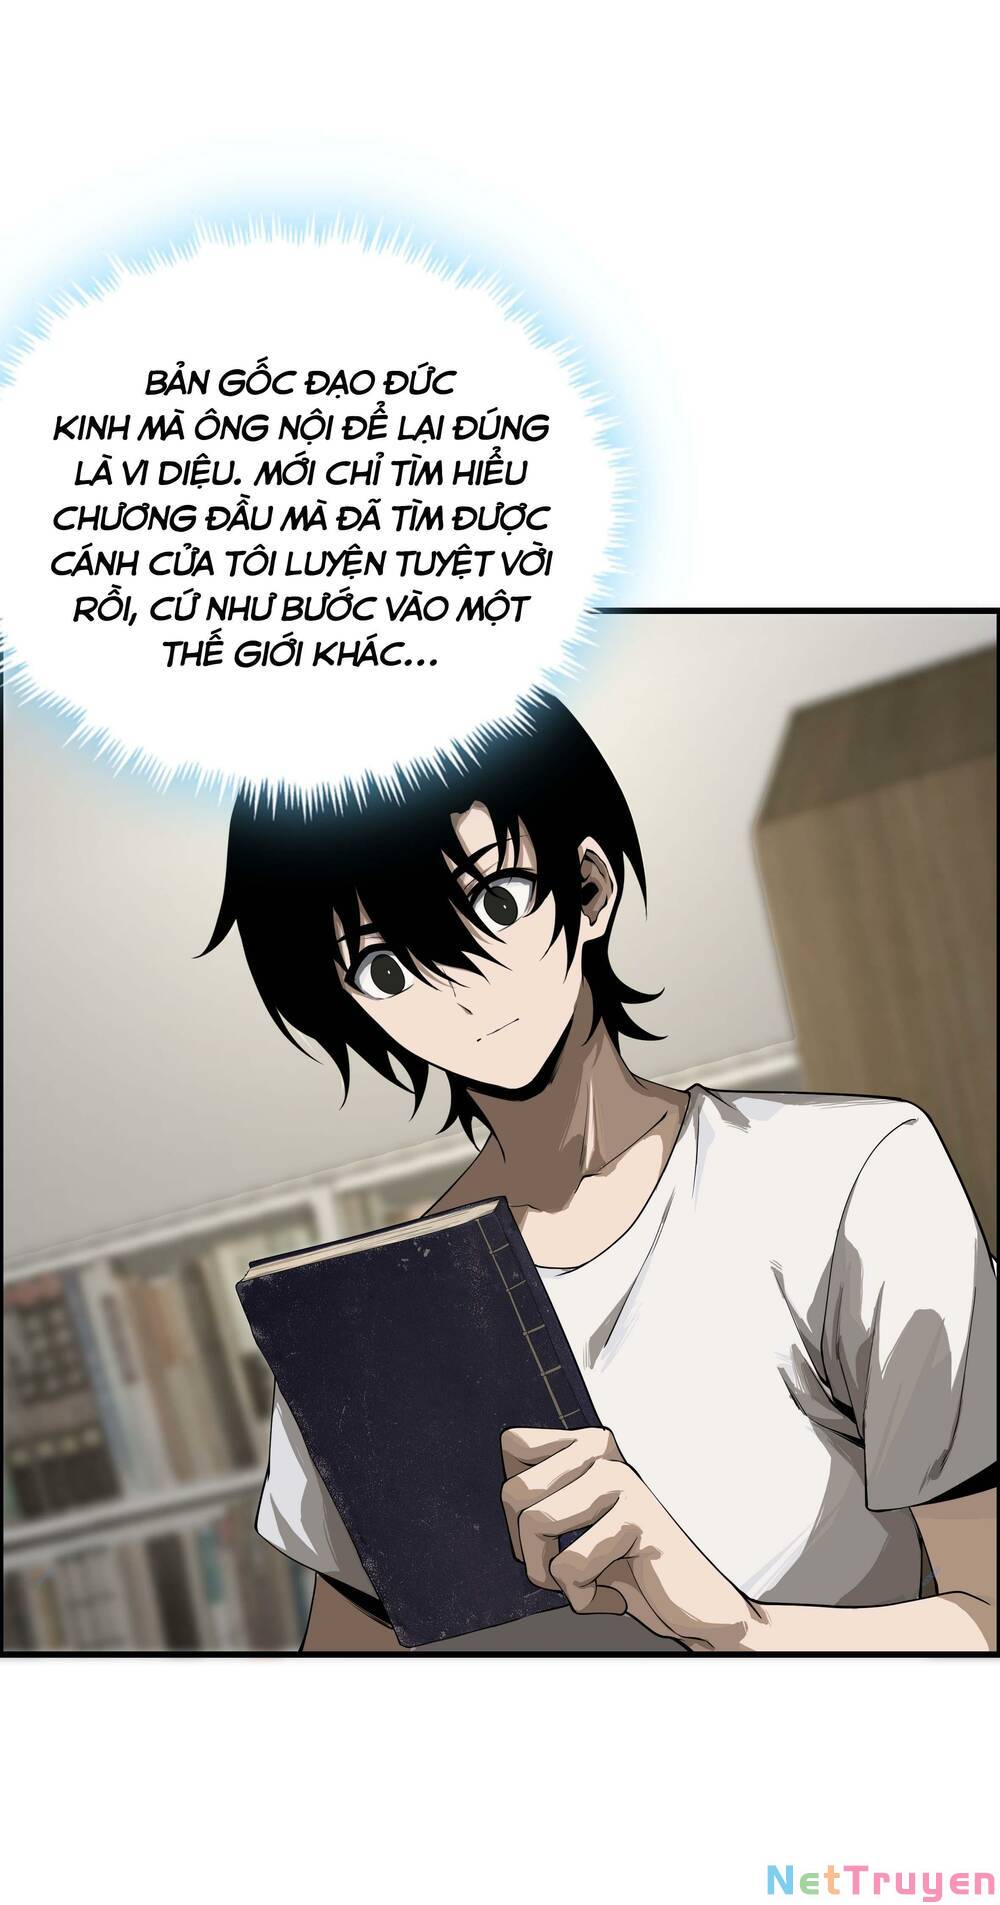 BẢN GỐC ĐẠO ĐỨC
KINH MÀ ÔNG NỘI ĐỂ LẠI ĐÚNG
LÀ VI DIỆU. MỚI CHỈ TÌM HIỂU
CHƯƠNG ĐẦU MÀ ĐÃ TÌM ĐƯỢC
CÁNH CỬA TÔI LUYỆN TUYỆT VỜI
RỒI, CỨ NHƯ BƯỚC VÀO MỘT
THẾ GIỚI KHÁC...
NetTruyen